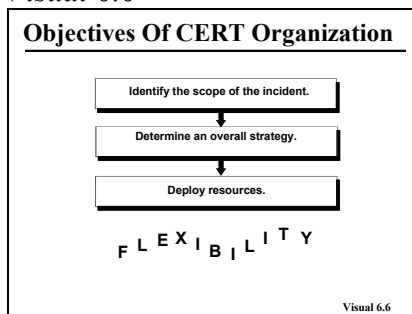 Objectives Of CERT Organization
Identify the scope of the incident.
Determine an overall strategy.
Deploy resources.
FLEXIBILITY
Visual 6.6